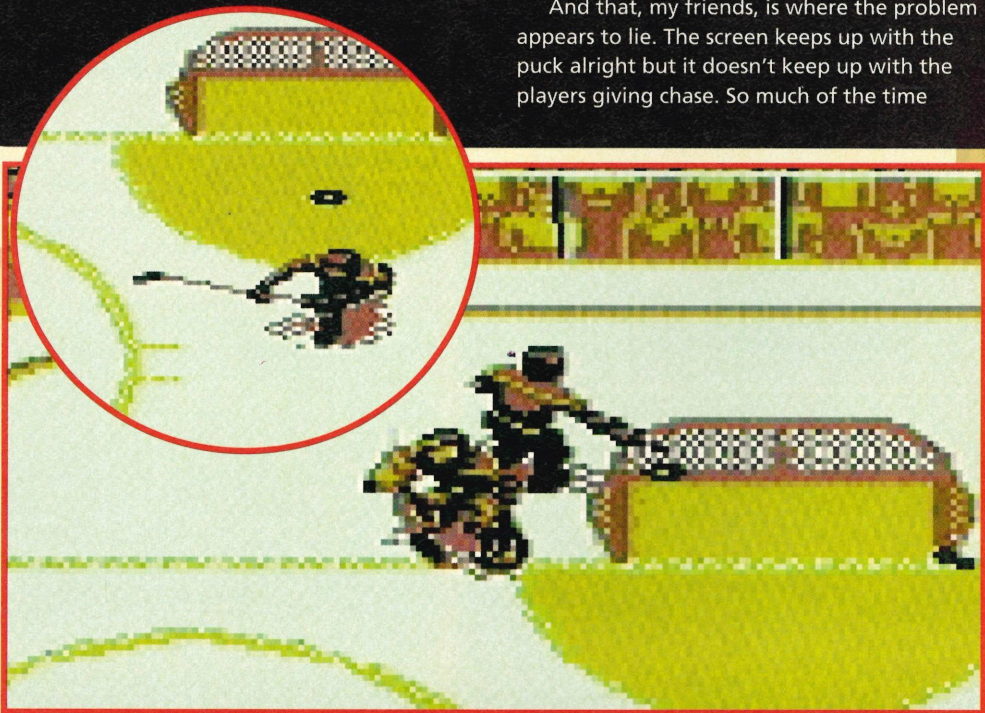 And that, my friends, is where the problem
appears to lie. The screen keeps up with the
puck alright but it doesn't keep up with the
players giving chase. So much of the time